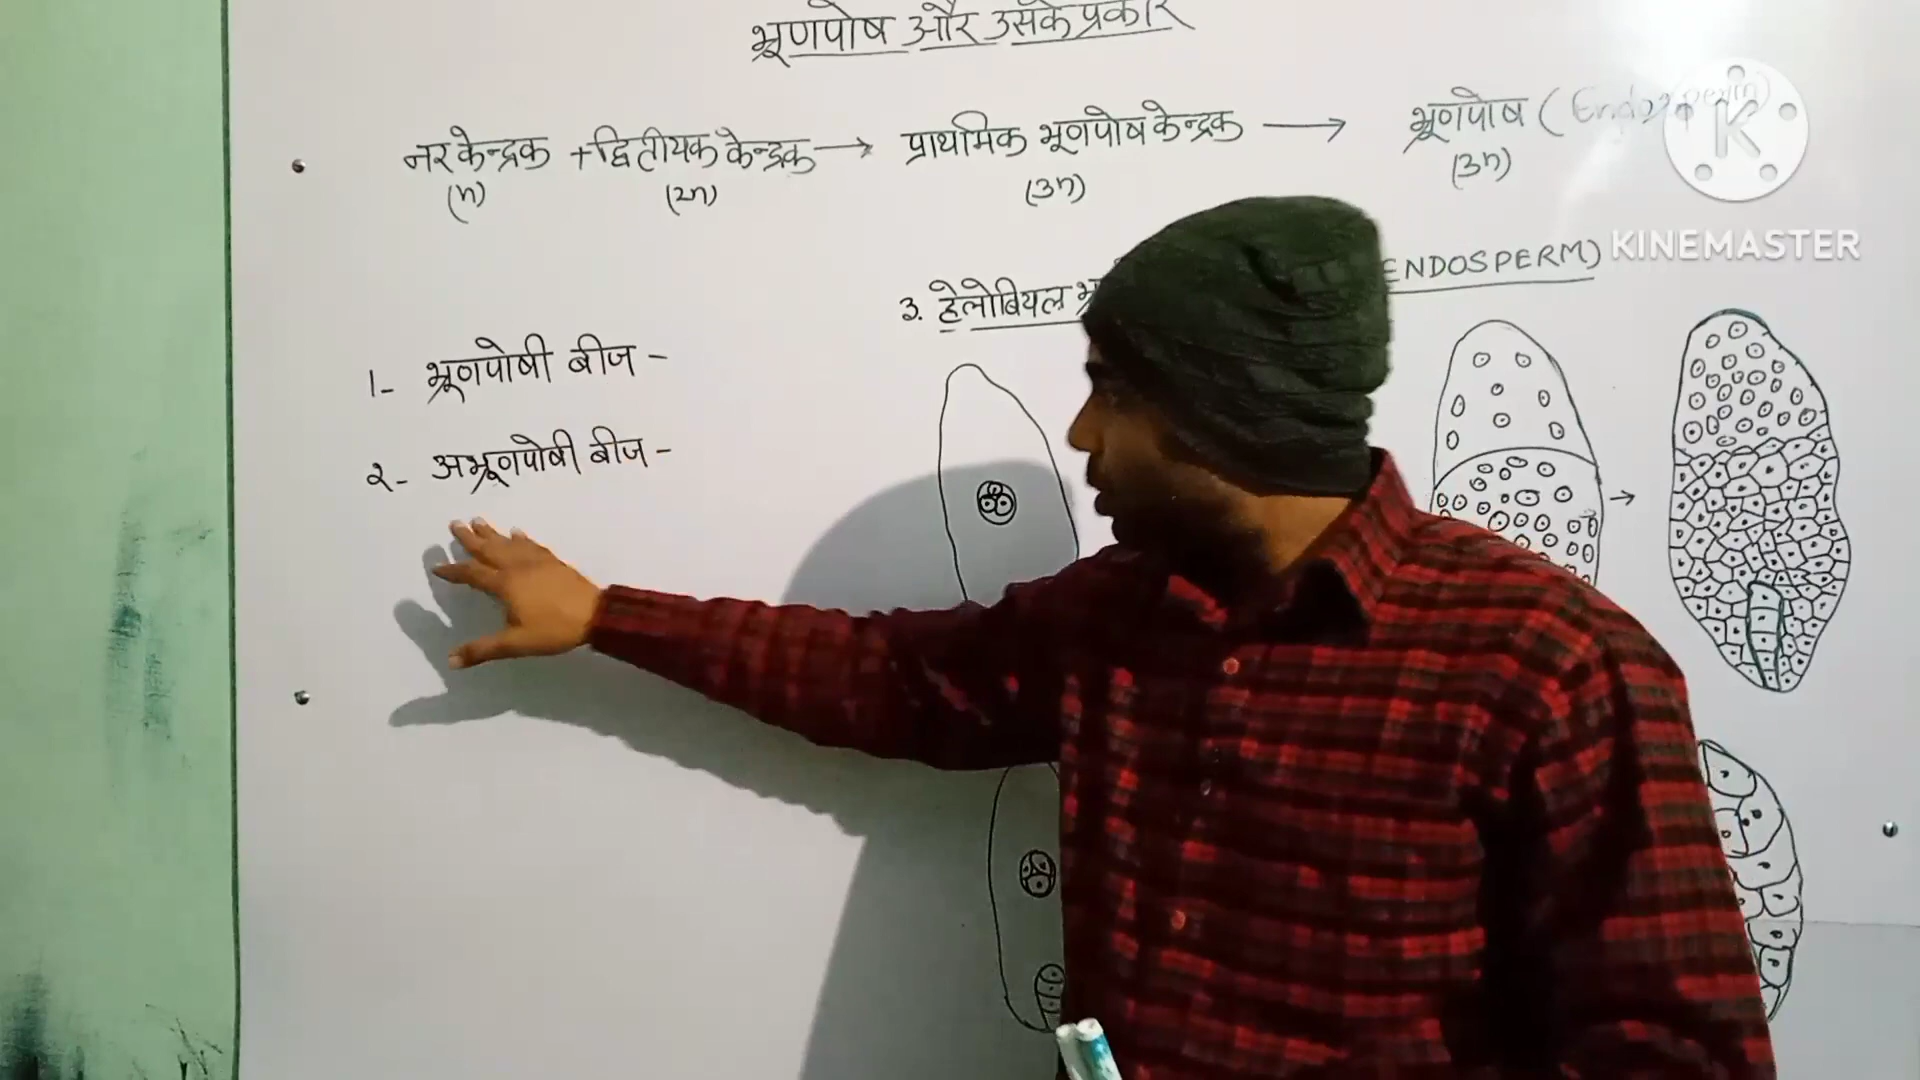 भ्रूणपोष और उसके प्रकार
नर केन्द्रक + द्वितीयक केन्द्रक → प्राथमिक भ्रूणपोष केन्द्रक → भ्रूणपोष (
(n) (2n) (3n) (3n)
KINEMASTER
3. हेलोबियल ENDOSPERM)
1- भ्रूणपोषी बीज -
2- अभ्रूणपोषी बीज -